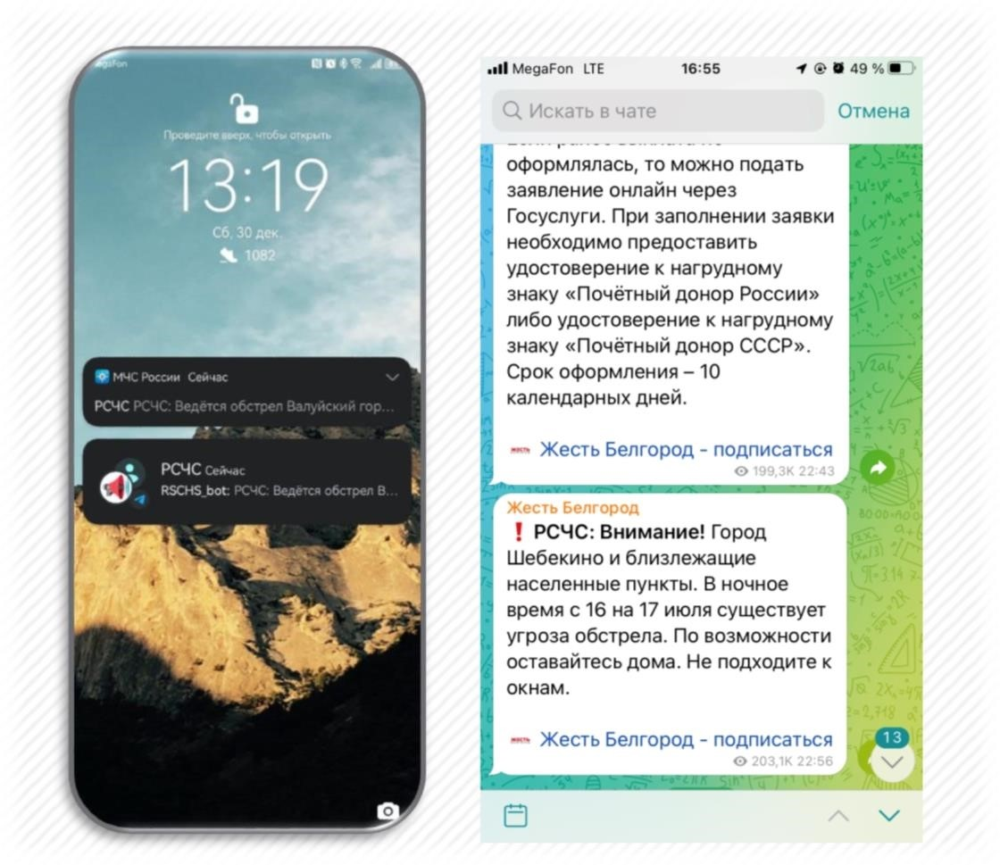 MegaFon
Проведите вверх, чтобы открыть
13:19
Сб, 30 дек.
1082
МЧС России Сейчас
РСЧС РСЧС: Ведётся обстрел Валуйский гор...
РСЧС Сейчас
RSCHS_bot: РСЧС: Ведётся обстрел В...
MegaFon LTE 16:55 49 %
Искать в чате Отмена
оформлялась, то можно подать
заявление онлайн через
Госуслуги. При заполнении заявки
необходимо предоставить
удостоверение к нагрудному
знаку «Почётный донор России»
либо удостоверение к нагрудному
знаку «Почётный донор СССР».
Срок оформления – 10
календарных дней.
жесть Жесть Белгород - подписаться
199,3K 22:43
Жесть Белгород
❗ РСЧС: Внимание! Город
Шебекино и близлежащие
населенные пункты. В ночное
время с 16 на 17 июля существует
угроза обстрела. По возможности
оставайтесь дома. Не подходите к
окнам.
жесть Жесть Белгород - подписаться
203,1K 22:56
13